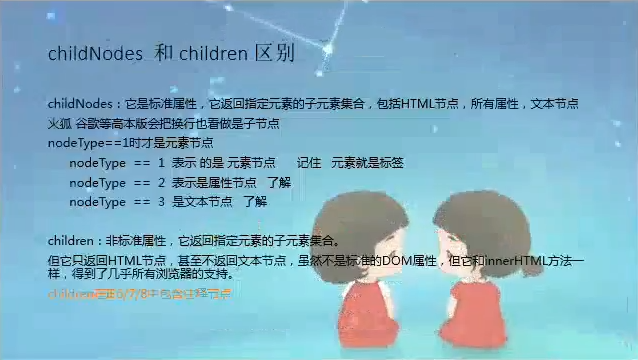 childNodes 和 children 区别
childNodes：它是标准属性，它返回指定元素的子元素集合，包括HTML节点，所有属性，文本节点
火狐 谷歌等高本版会把换行也看做是子节点
nodeType==1时才是元素节点
nodeType == 1 表示 的是 元素节点 记住 元素就是标签
nodeType == 2 表示是属性节点 了解
nodeType == 3 是文本节点 了解
children：非标准属性，它返回指定元素的子元素集合。
但它只返回HTML节点，甚至不返回文本节点，虽然不是标准的DOM属性，但它和innerHTML方法一
样，得到了几乎所有浏览器的支持。
children在IE6/7/8中包含注释节点